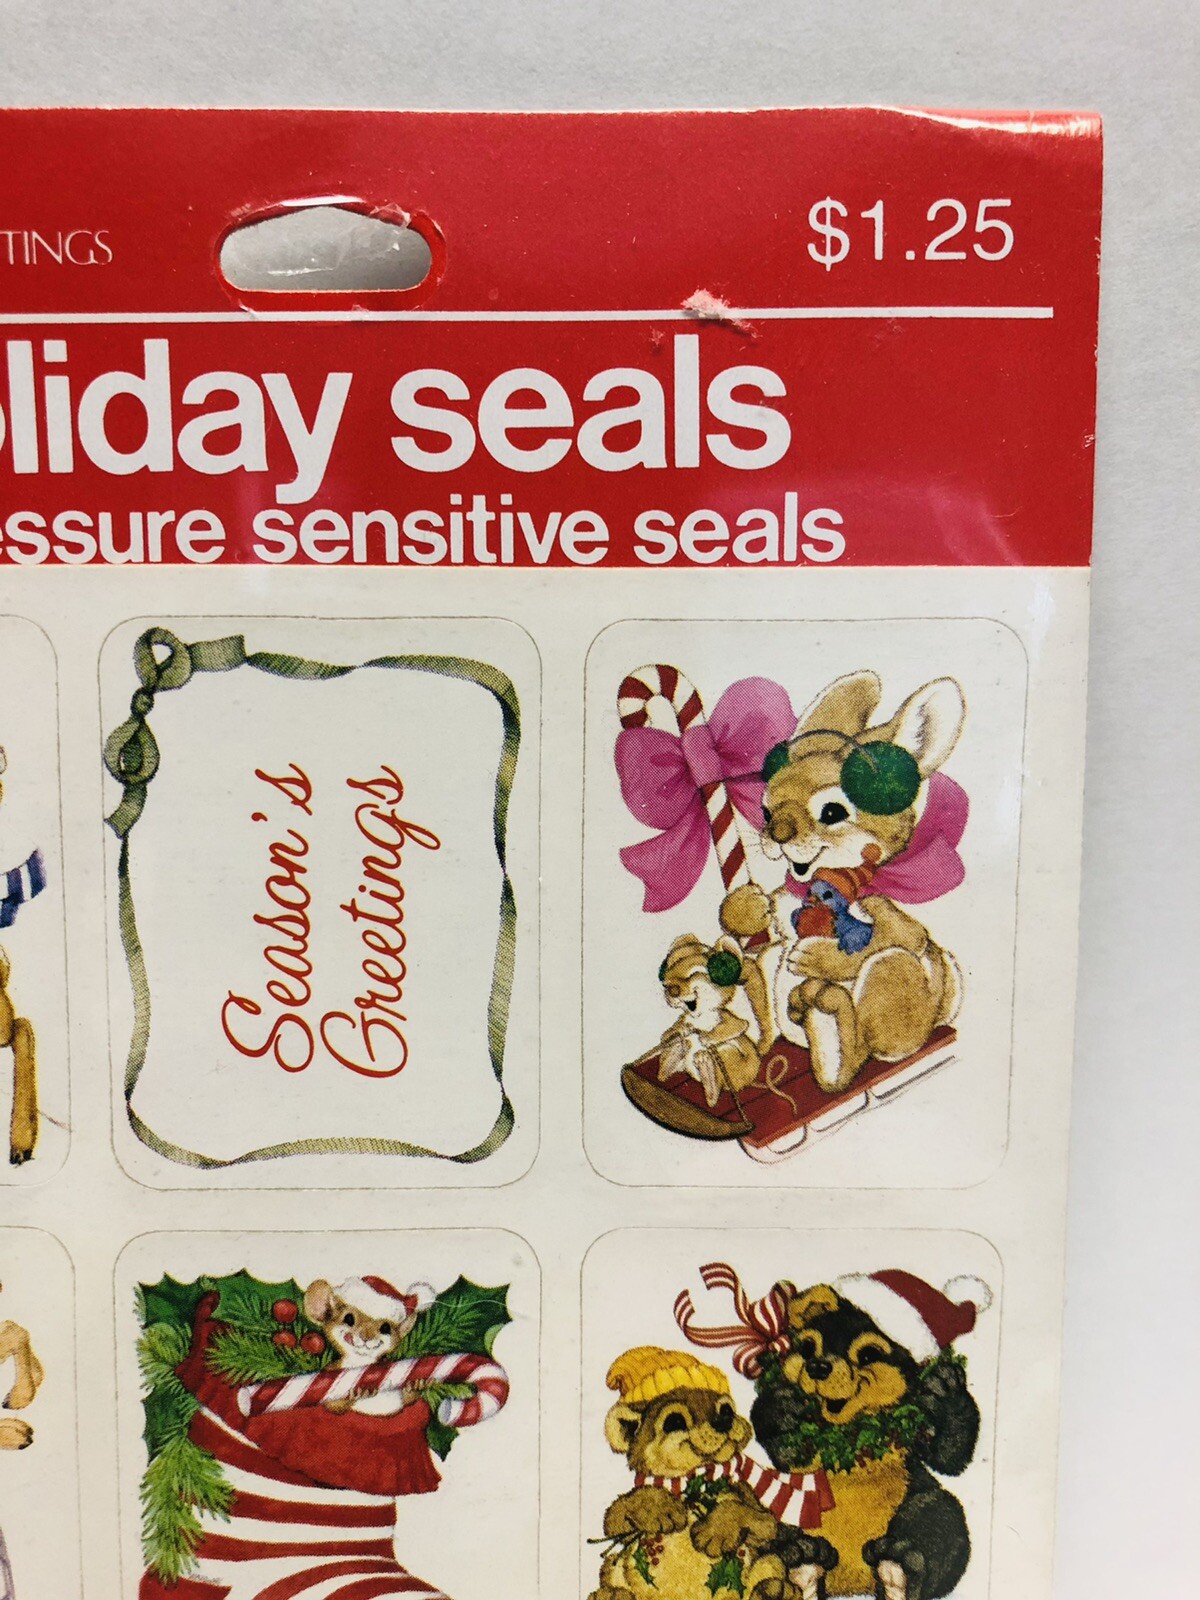 TINGS
$1.25
oliday seals
essure sensitive seals
Season's
Greetings